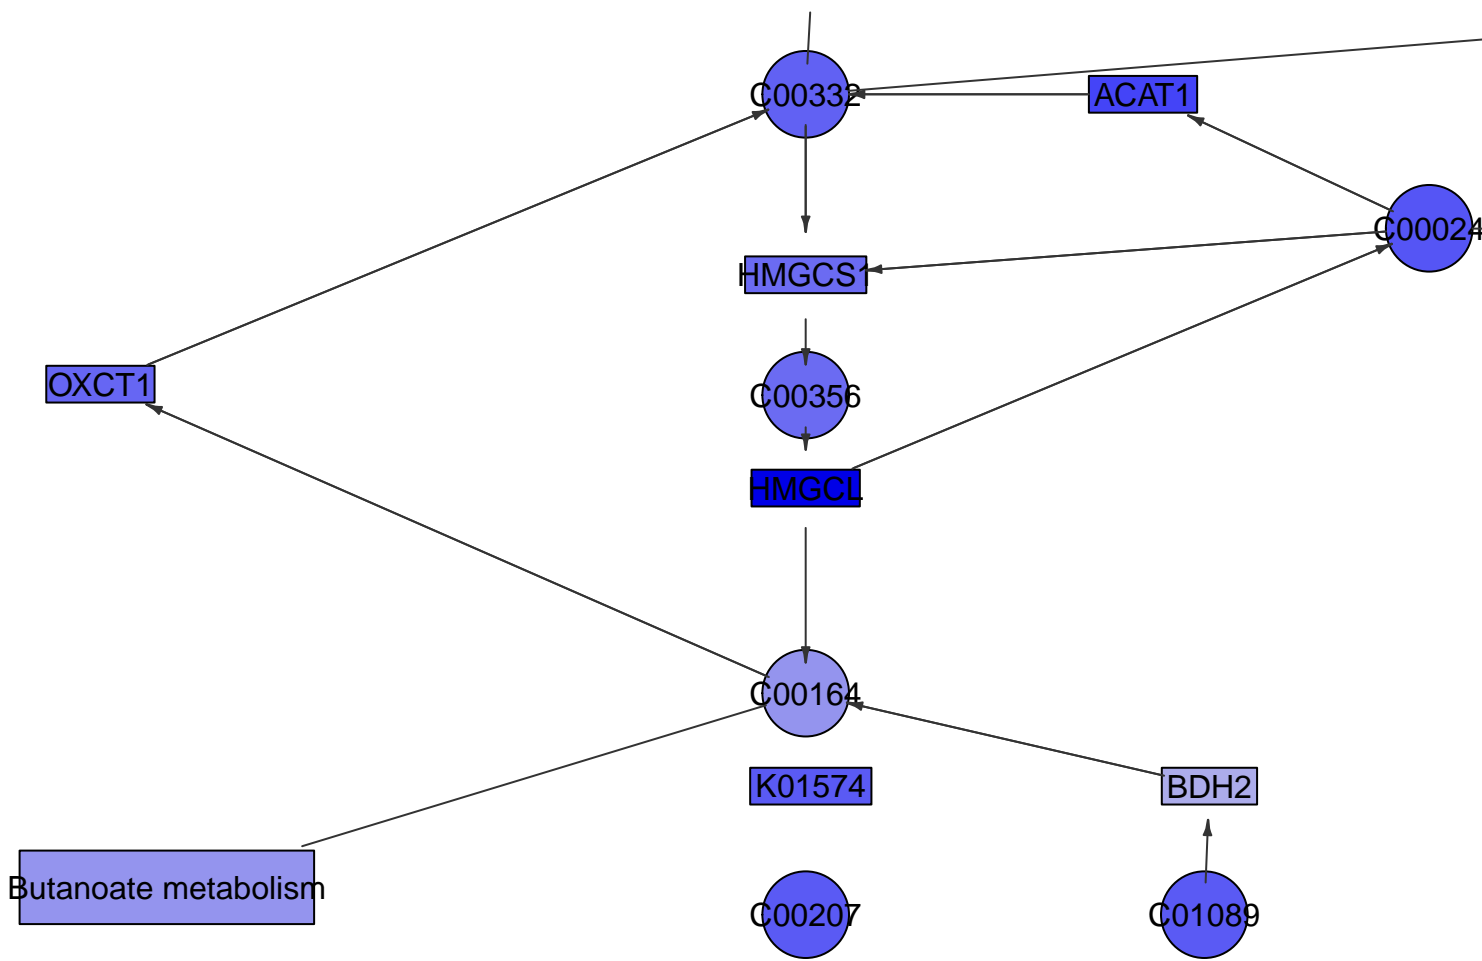 C00332
ACAT1
C00024
HMGCS1
OXCT1
C00356
HMGCL
C00164
K01574
BDH2
Butanoate metabolism
C00207
C01089